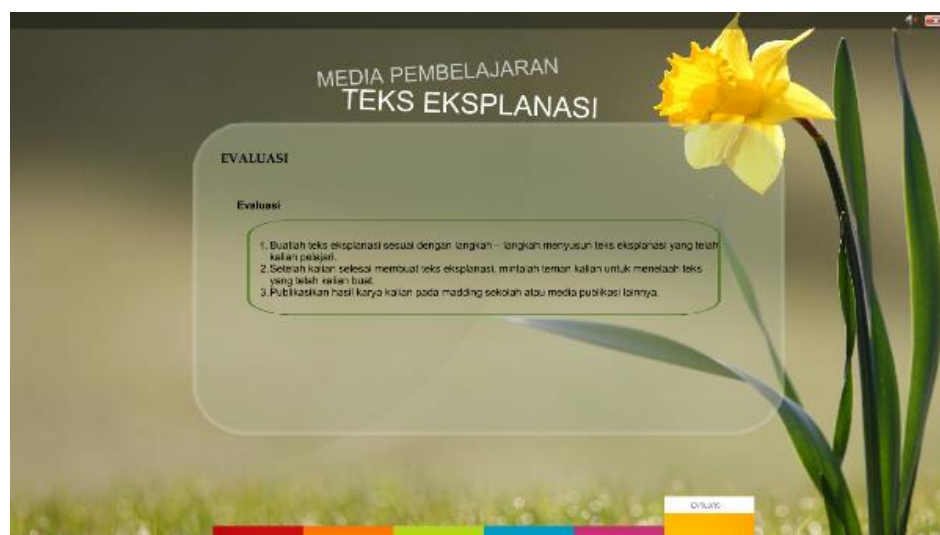 MEDIA PEMBELAJARAN
TEKS EKSPLANASI
EVALUASI
Evaluasi
1. Buatlah teks eksplanasi sesuai dengan langkah – langkah menyusun teks eksplanasi yang telah
kalian pelajari.
2. Setelah kalian selesai membuat teks eksplanasi, mintalah teman kalian untuk menelaah teks
yang telah kalian buat.
3. Publikasikan hasil karya kalian pada madding sekolah atau media publikasi lainnya.
EVALUASI